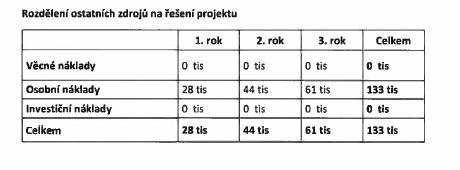 Rozdělení ostatních zdrojů na řešení projektu
1. rok 2. rok 3. rok Celkem
Věcné náklady 0 tis 0 tis 0 tis 0 tis
Osobní náklady 28 tis 44 tis 61 tis 133 tis
Investiční náklady 0 tis 0 tis 0 tis 0 tis
Celkem 28 tis 44 tis 61 tis 133 tis